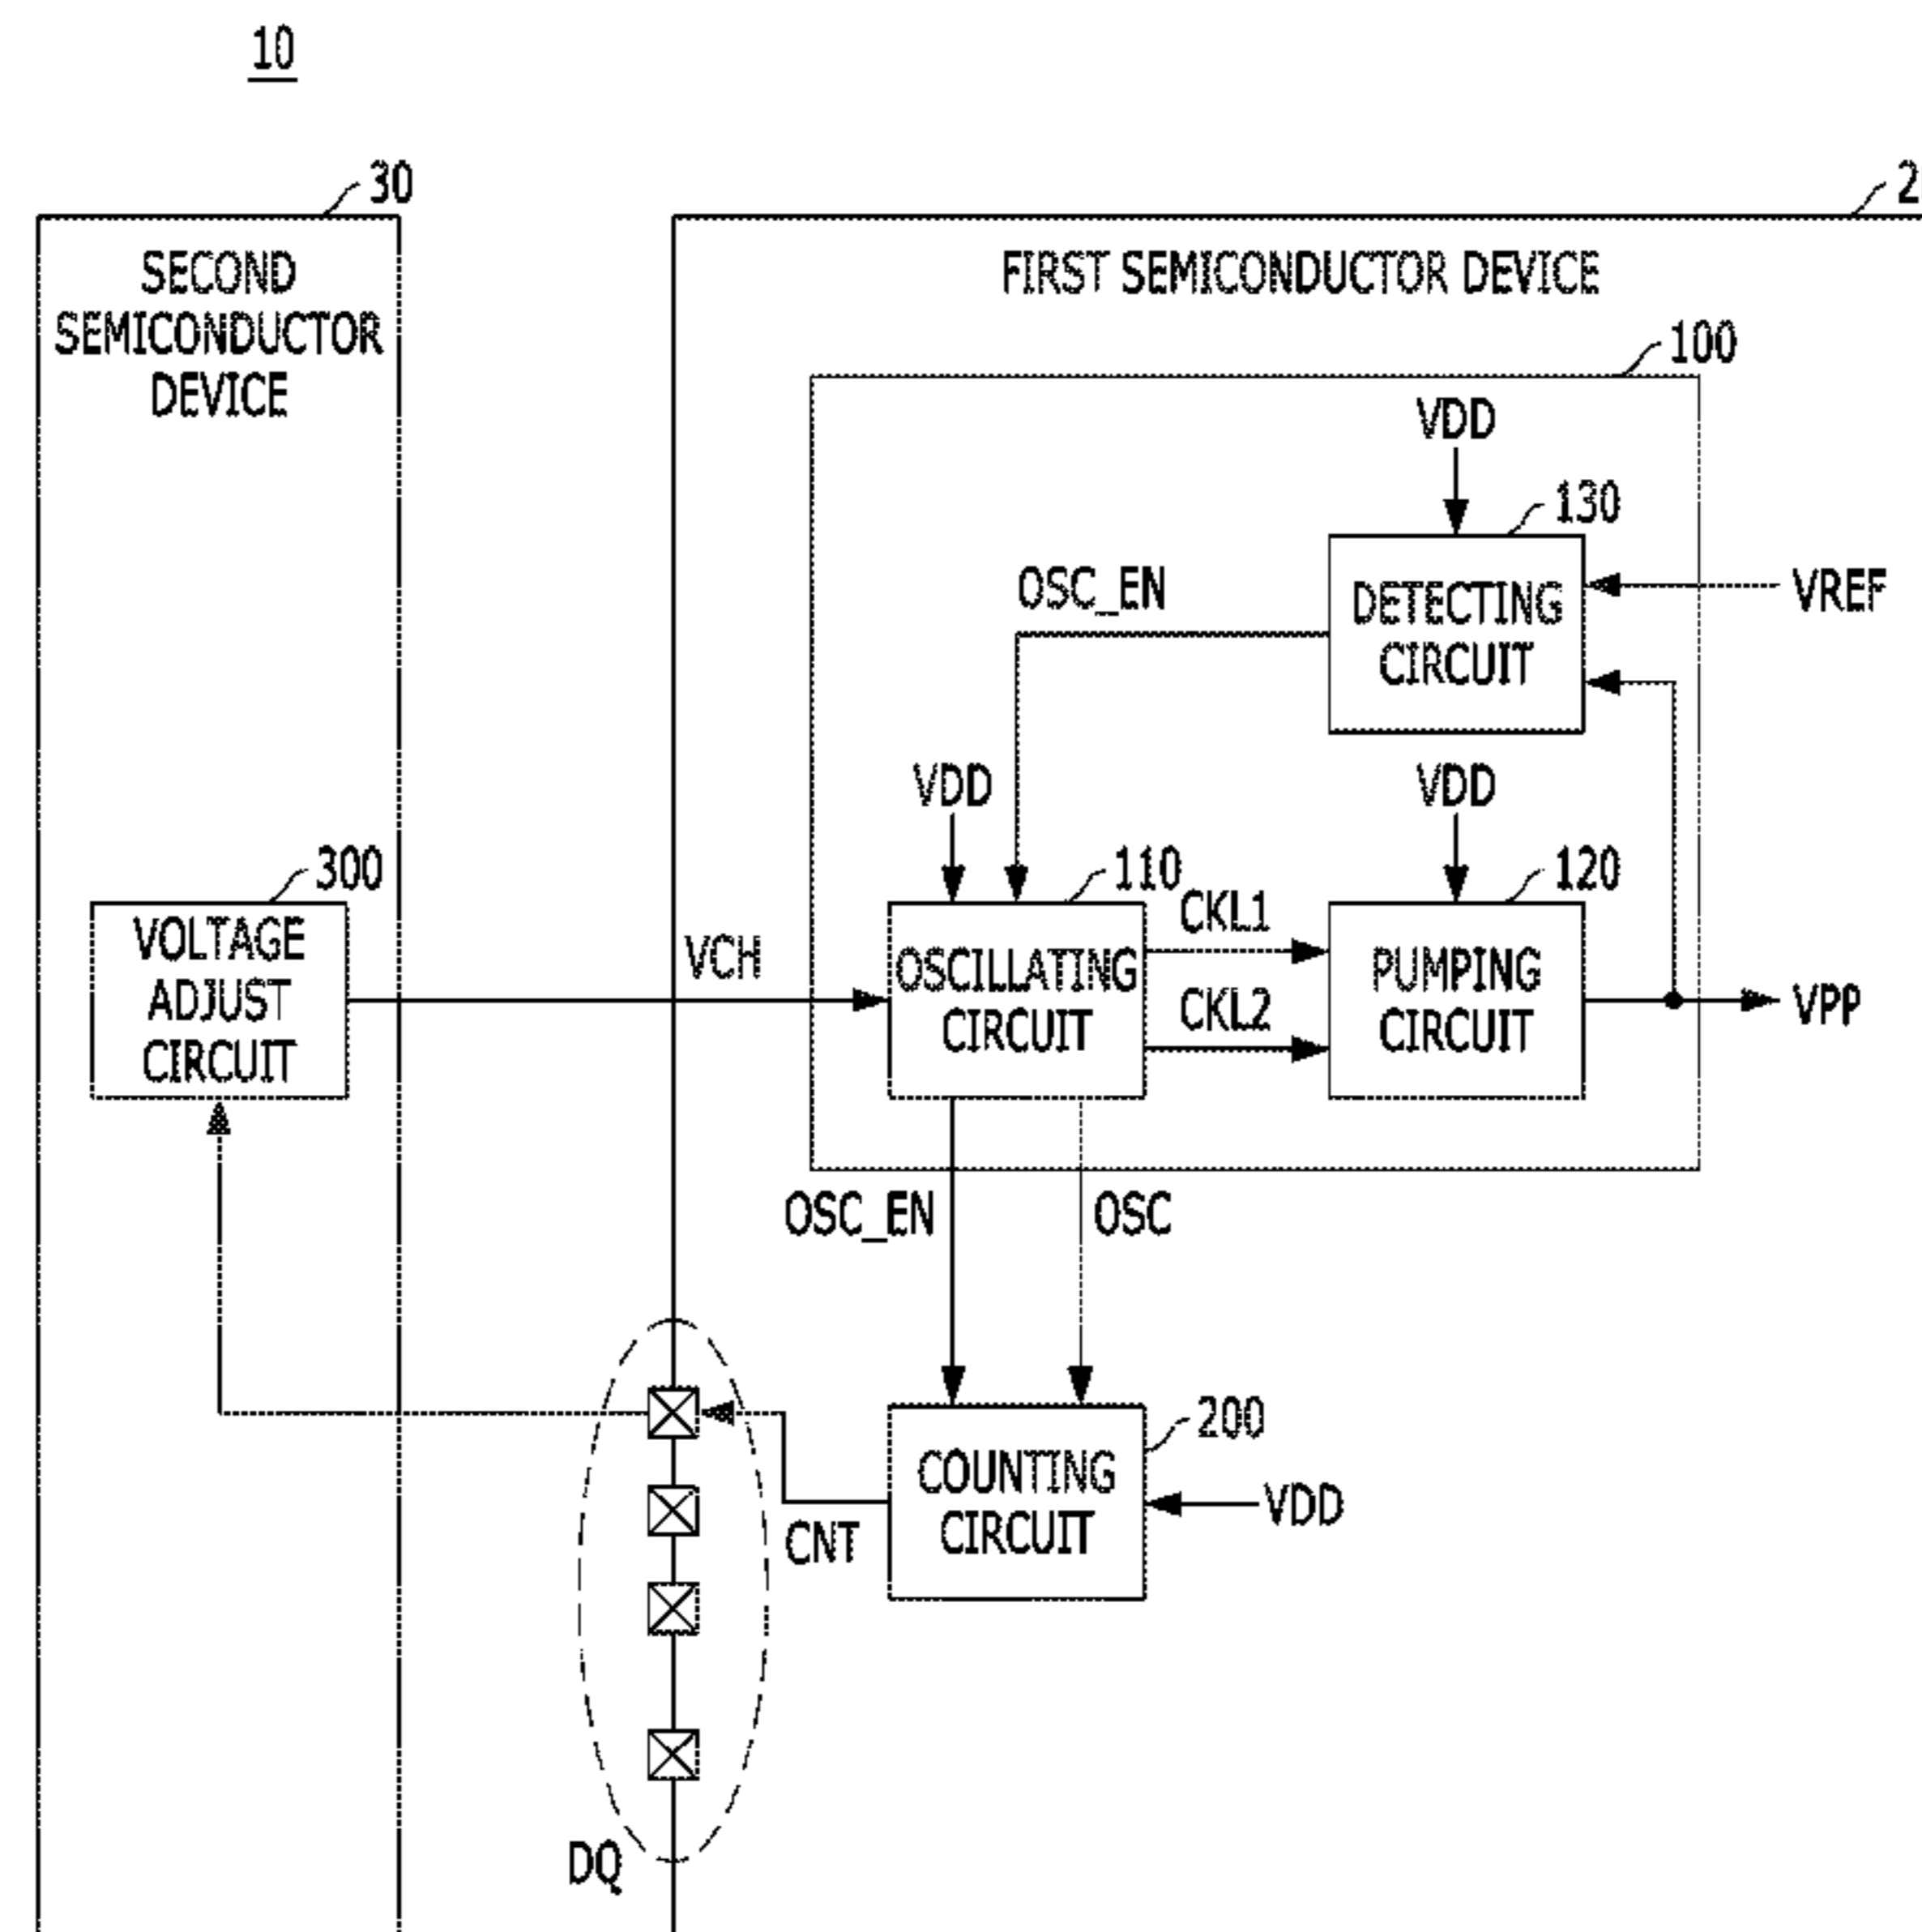 10
30
SECOND
SEMICONDUCTOR
DEVICE
FIRST SEMICONDUCTOR DEVICE
100
VDD
130
DETECTING
CIRCUIT
VREF
OSC_EN
VDD
VDD
300
VOLTAGE
ADJUST
CIRCUIT
VCH
110
OSCILLATING
CIRCUIT
CKL1
CKL2
120
PUMPING
CIRCUIT
VPP
OSC_EN
OSC
200
COUNTING
CIRCUIT
VDD
CNT
DQ